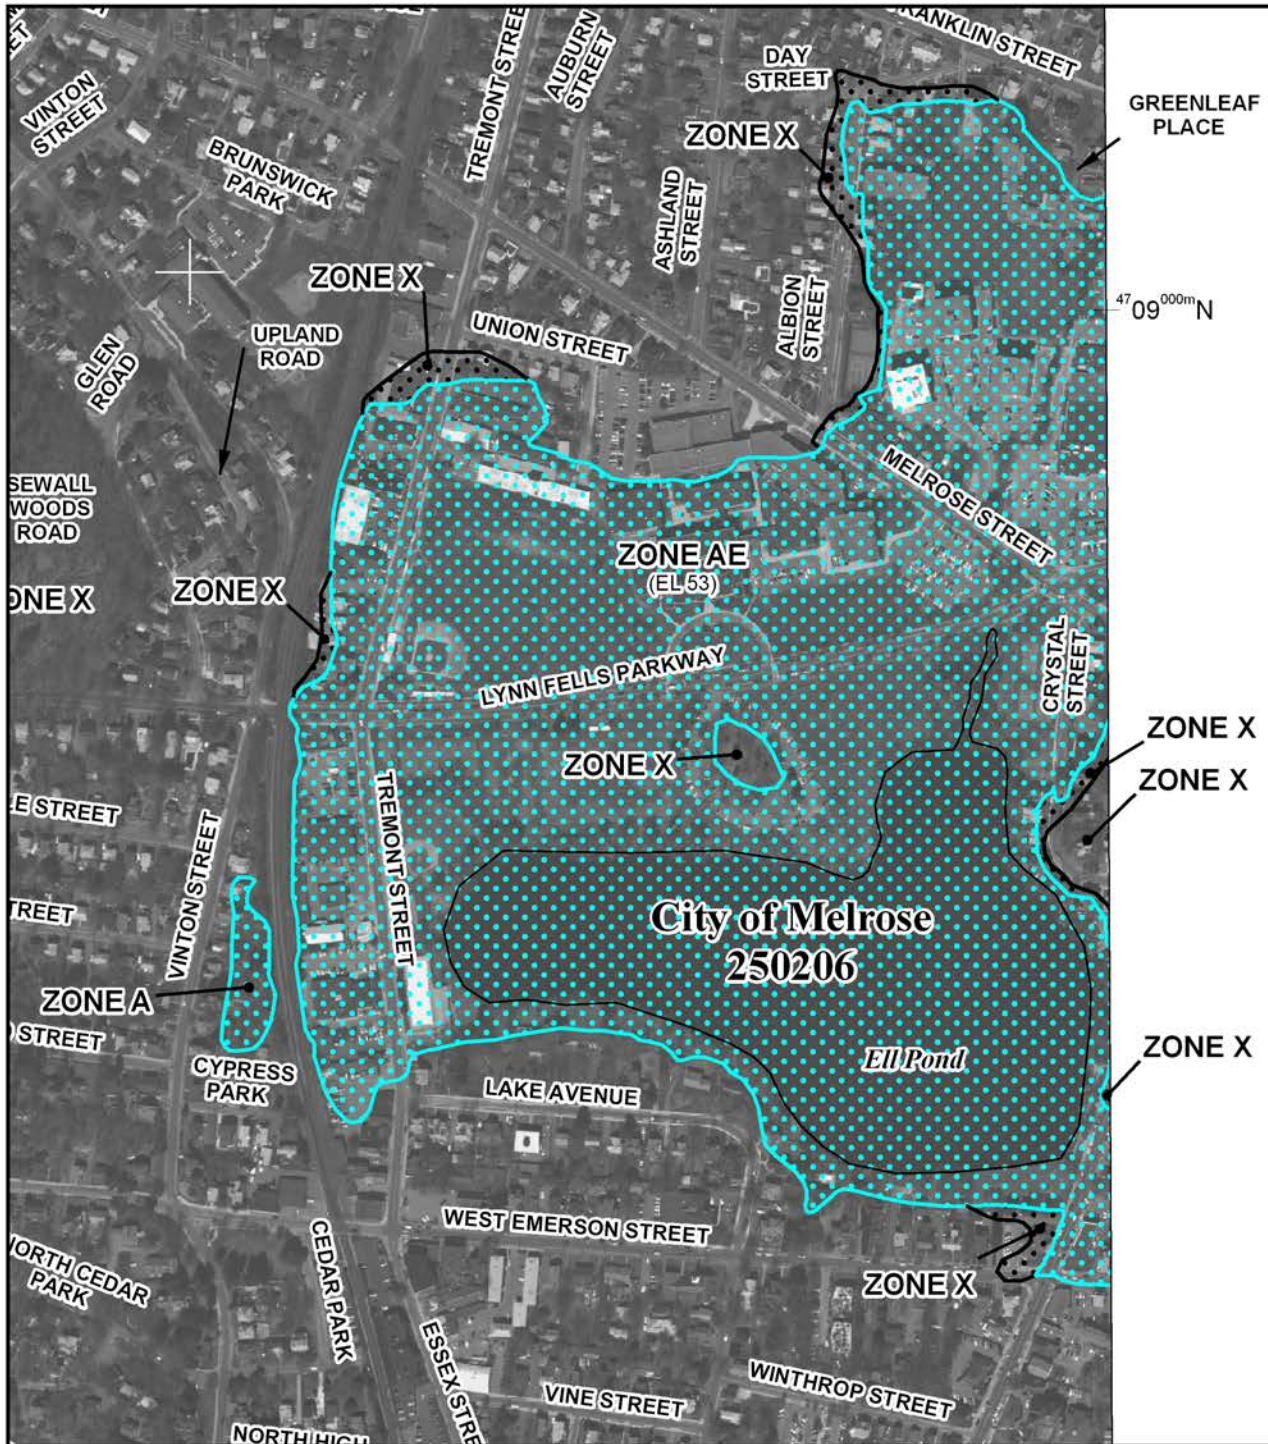 FRANKLIN STREET
DAY
STREET
TREMONT STREE
AUBURN
STREET
VINTON
STREET
GREENLEAF
PLACE
BRUNSWICK
PARK
ZONE X
ASHLAND
STREET
ZONE X
ALBION
STREET
47 09 000m N
UNION STREET
UPLAND
ROAD
GLEN
ROAD
MELROSE STREET
SEWALL
WOODS
ROAD
ZONE AE
(EL 53)
ZONE X
ONE X
CRYSTAL
STREET
LYNN FELLS PARKWAY
ZONE X
ZONE X
ZONE X
LE STREET
TREMONT STREET
VINTON STREET
TREET
City of Melrose
250206
ZONE A
STREET
Ell Pond
ZONE X
CYPRESS
PARK
LAKE AVENUE
WEST EMERSON STREET
CEDAR PARK
NORTH CEDAR
PARK
ZONE X
ESSEX STRE
WINTHROP STREET
VINE STREET
NORTH HIGH